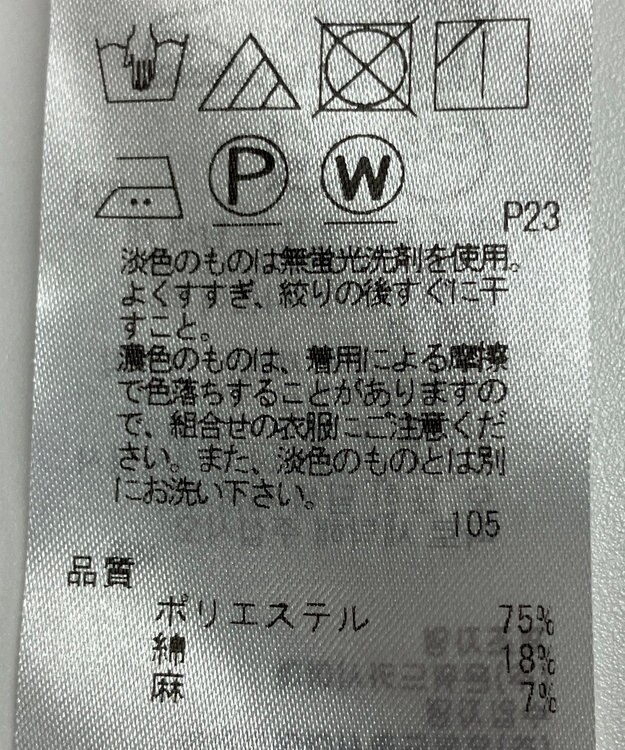 P
W
P23
淡色のものは無蛍光洗剤を使用。
よくすすぎ、絞りの後すぐに干
すこと。
濃色のものは、着用による摩擦
で色落ちすることがありますの
で、組合せの衣服にご注意くだ
さい。また、淡色のものとは別
にお洗い下さい。
105
品質
ポリエステル 75%
綿 18%
麻 7%